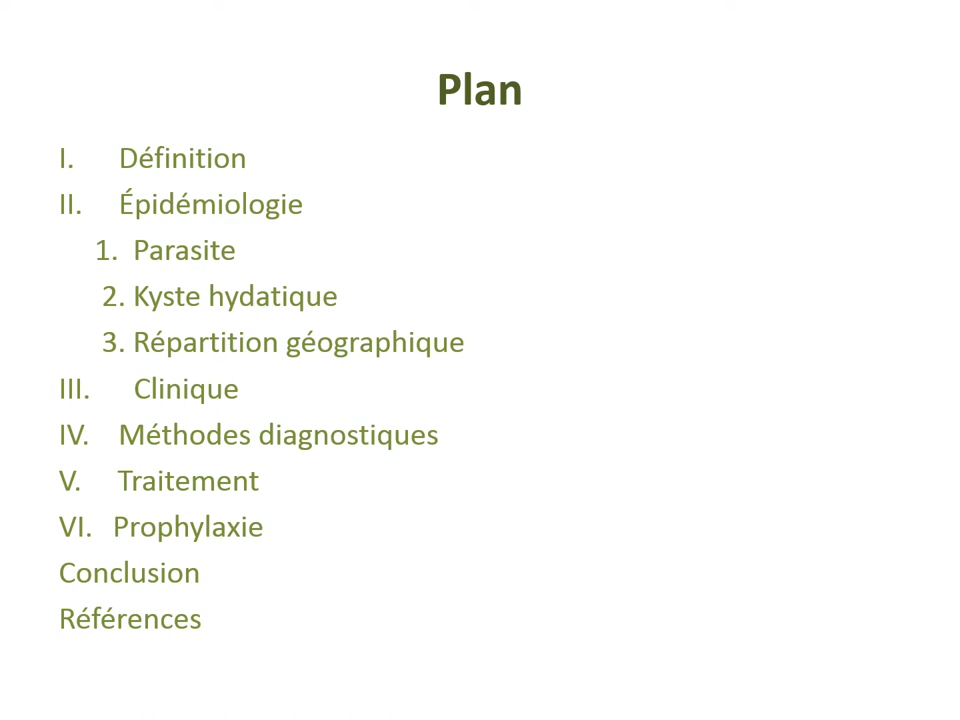 Plan
I. Définition
II. Épidémiologie
1. Parasite
2. Kyste hydatique
3. Répartition géographique
III. Clinique
IV. Méthodes diagnostiques
V. Traitement
VI. Prophylaxie
Conclusion
Références